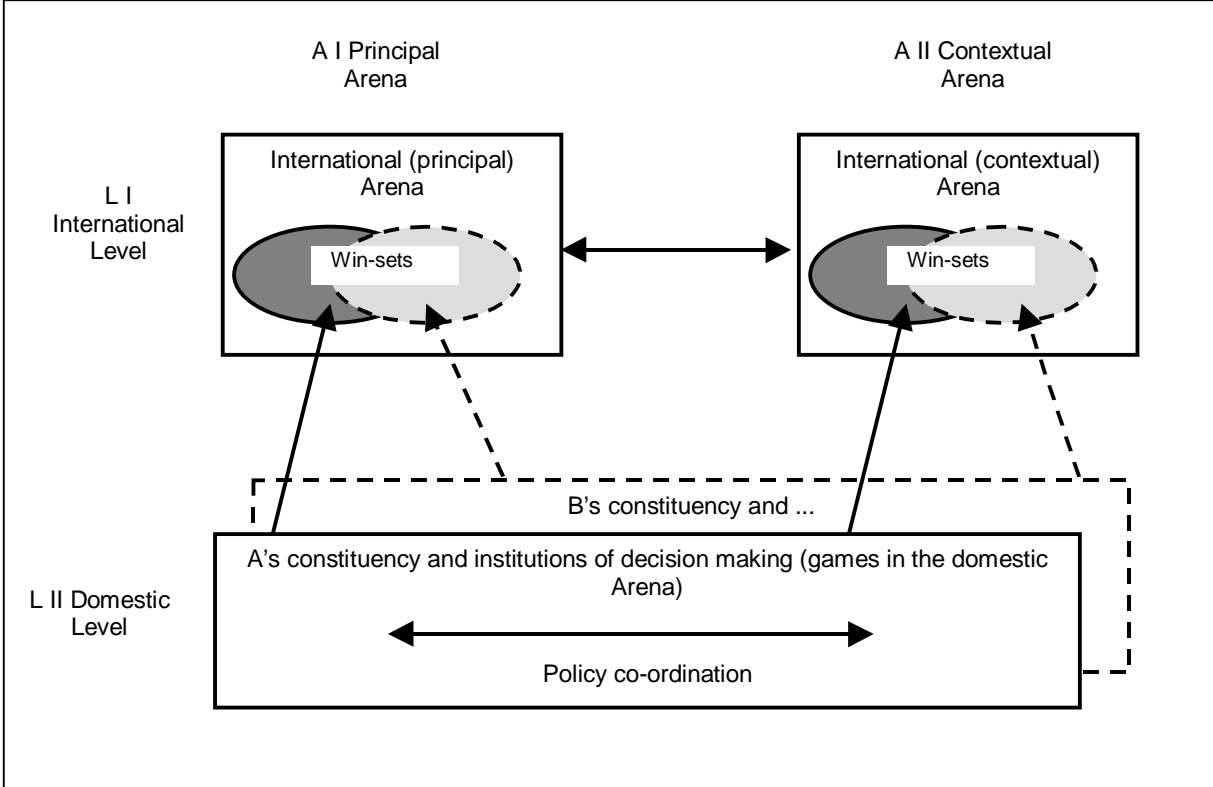 A I Principal
Arena
A II Contextual
Arena
L I
International
Level
International (principal)
Arena
Win-sets
International (contextual)
Arena
Win-sets
B’s constituency and ...
L II Domestic
Level
A’s constituency and institutions of decision making (games in the domestic
Arena)
Policy co-ordination